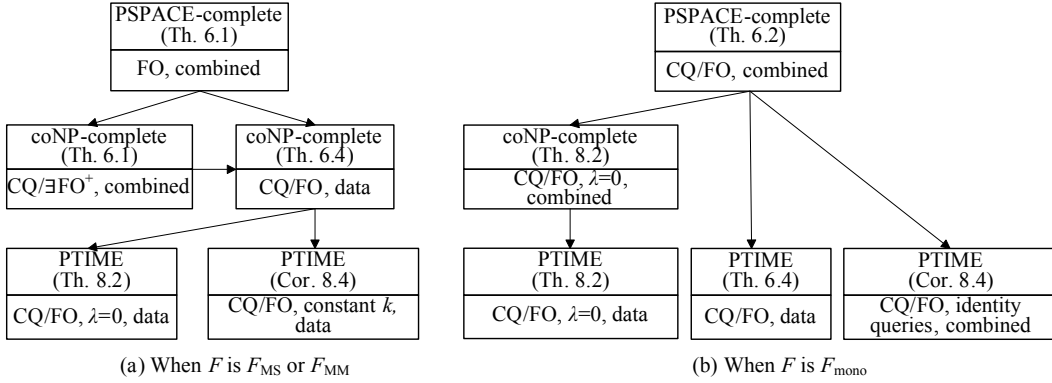 PSPACE-complete
(Th. 6.1)
FO, combined
coNP-complete
(Th. 6.1)
CQ/∃FO⁺, combined
coNP-complete
(Th. 6.4)
CQ/FO, data
PTIME
(Th. 8.2)
CQ/FO, λ=0, data
PTIME
(Cor. 8.4)
CQ/FO, constant k,
data
(a) When F is F_MS or F_MM
PSPACE-complete
(Th. 6.2)
CQ/FO, combined
coNP-complete
(Th. 8.2)
CQ/FO, λ=0,
combined
PTIME
(Th. 8.2)
CQ/FO, λ=0, data
PTIME
(Th. 6.4)
CQ/FO, data
PTIME
(Cor. 8.4)
CQ/FO, identity
queries, combined
(b) When F is F_mono